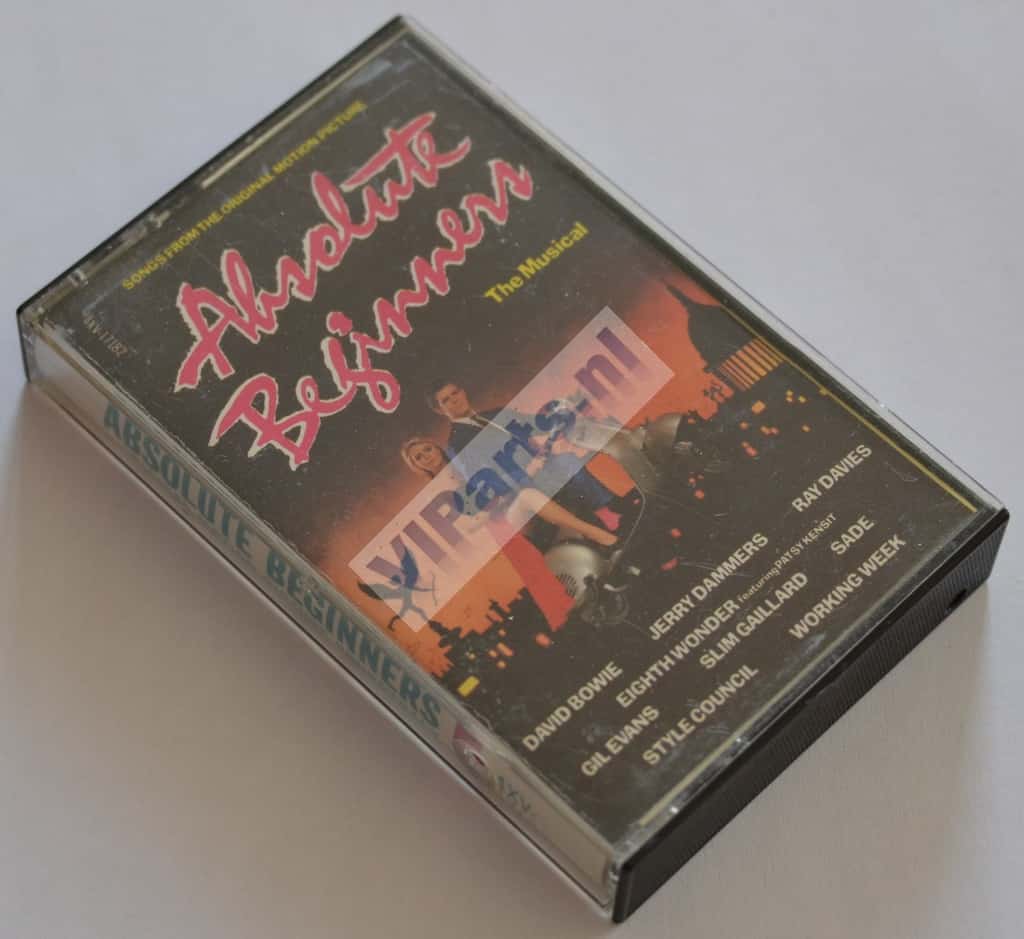 SONGS FROM THE ORIGINAL MOTION PICTURE
Absolute
Beginners
The Musical
VIParts.nl
DAVID BOWIE JERRY DAMMERS RAY DAVIES
EIGHTH WONDER featuring PATSY KENSIT SADE
GIL EVANS SLIM GAILLARD WORKING WEEK
STYLE COUNCIL
ABSOLUTE BEGINNERS